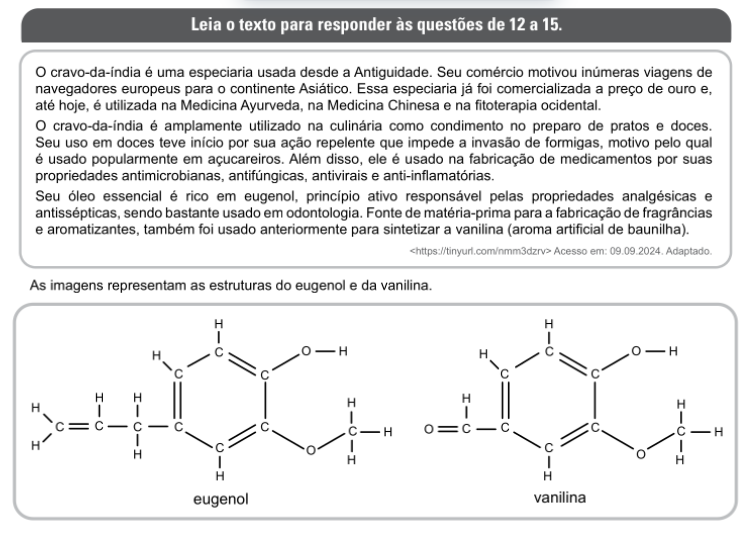 Leia o texto para responder às questões de 12 a 15.
O cravo-da-índia é uma especiaria usada desde a Antiguidade. Seu comércio motivou inúmeras viagens de
navegadores europeus para o continente Asiático. Essa especiaria já foi comercializada a preço de ouro e,
até hoje, é utilizada na Medicina Ayurveda, na Medicina Chinesa e na fitoterapia ocidental.
O cravo-da-índia é amplamente utilizado na culinária como condimento no preparo de pratos e doces.
Seu uso em doces teve início por sua ação repelente que impede a invasão de formigas, motivo pelo qual
é usado popularmente em açucareiros. Além disso, ele é usado na fabricação de medicamentos por suas
propriedades antimicrobianas, antifúngicas, antivirais e anti-inflamatórias.
Seu óleo essencial é rico em eugenol, princípio ativo responsável pelas propriedades analgésicas e
antissépticas, sendo bastante usado em odontologia. Fonte de matéria-prima para a fabricação de fragrâncias
e aromatizantes, também foi usado anteriormente para sintetizar a vanilina (aroma artificial de baunilha).
<https://tinyurl.com/nmm3dzrv> Acesso em: 09.09.2024. Adaptado.
As imagens representam as estruturas do eugenol e da vanilina.
H H
H C O — H H C O — H
C C C C
H H H H H H
H C = C — C — C C C — H O = C — C C C — H
H H C O H C O H
H H
eugenol vanilina